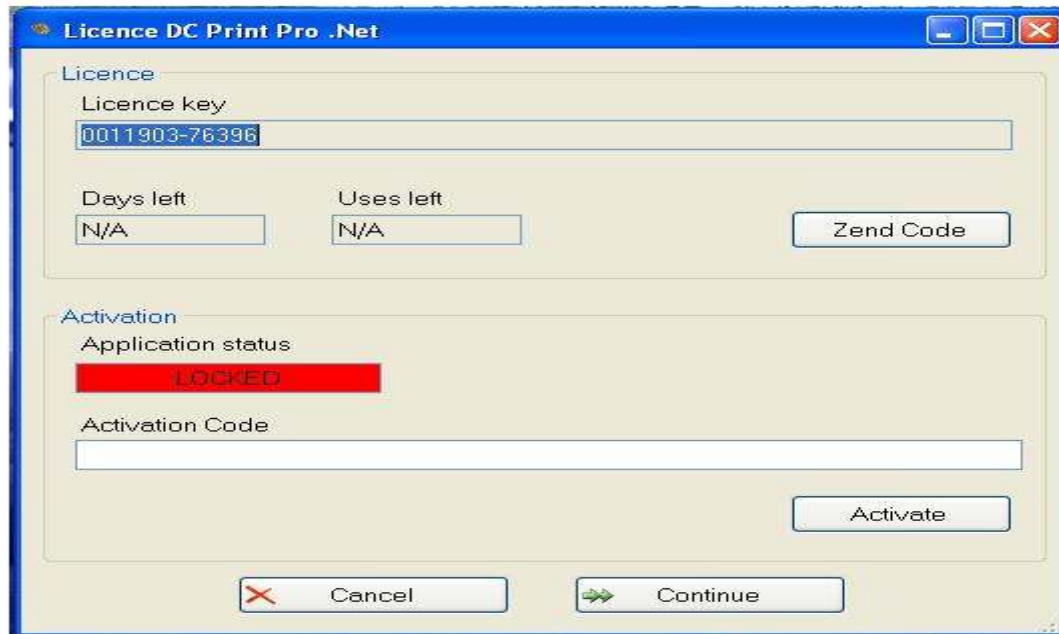 Licence DC Print Pro .Net
Licence
Licence key
0011903-76396
Days left Uses left
N/A N/A Zend Code
Activation
Application status
LOCKED
Activation Code
Activate
Cancel Continue